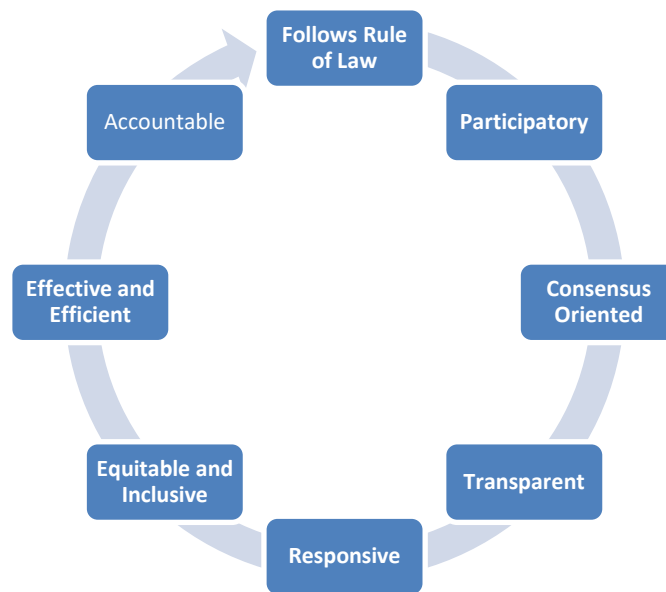 Follows Rule
of Law
Participatory
Consensus
Oriented
Transparent
Responsive
Equitable and
Inclusive
Effective and
Efficient
Accountable